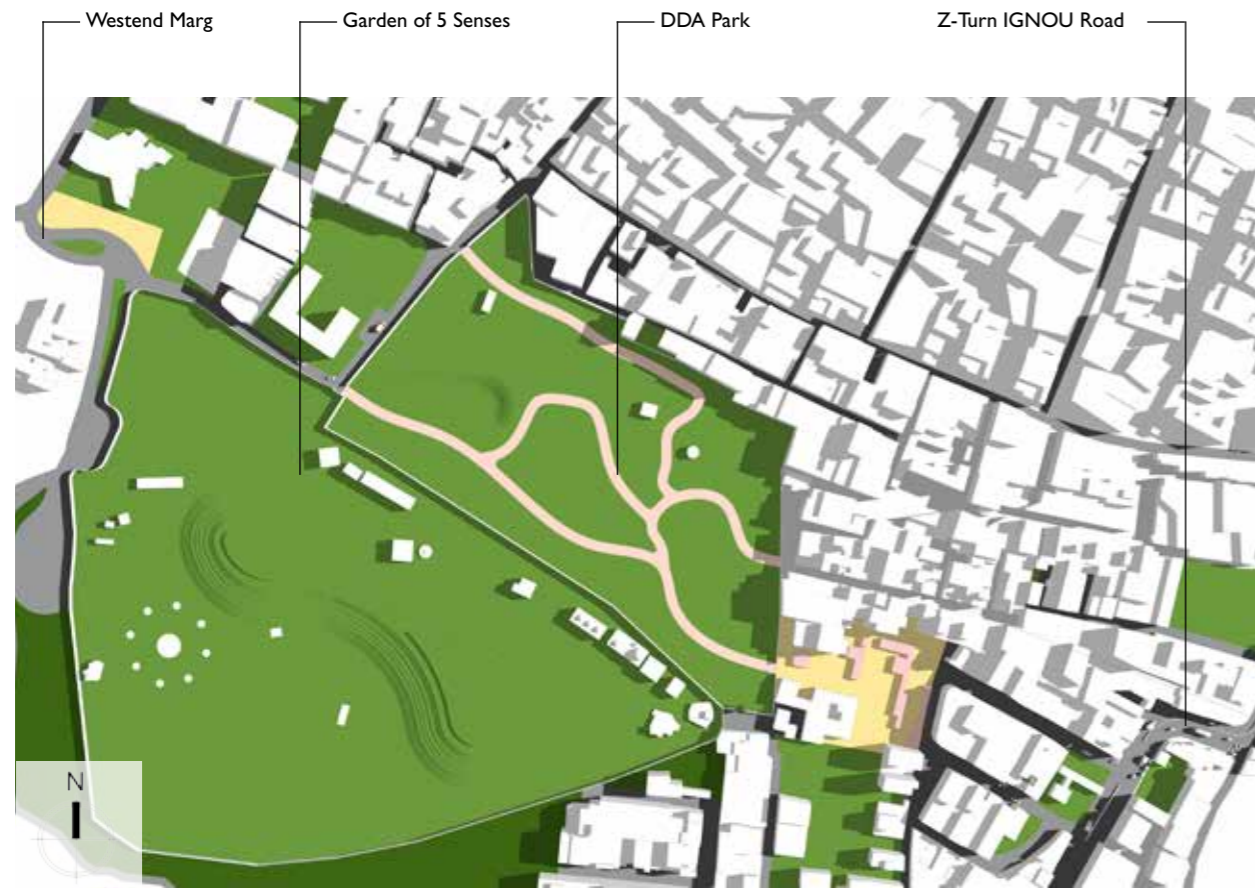 Westend Marg
Garden of 5 Senses
DDA Park
Z-Turn IGNOU Road
N